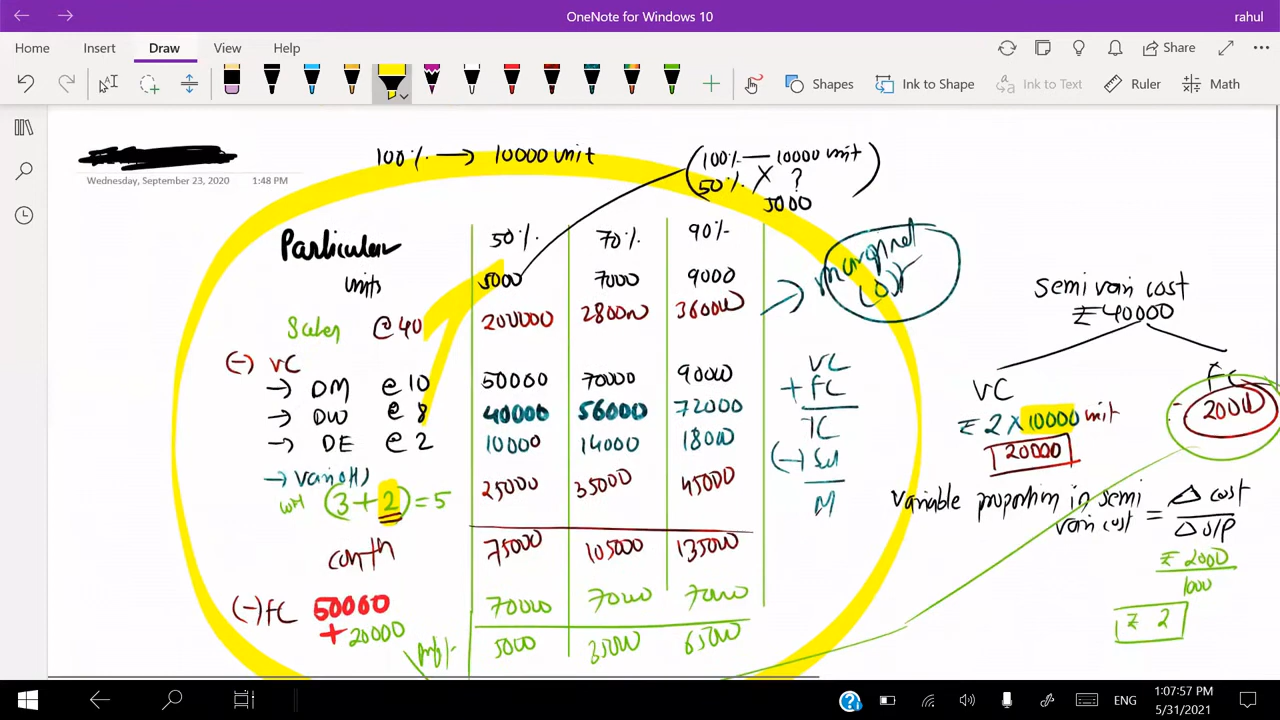 OneNote for Windows 10
rahul
Home Insert Draw View Help
Share
Shapes Ink to Shape Ink to Text Ruler Math
100% → 10000 unit
(100% — 10000 unit
50% X ?
5000
Wednesday, September 23, 2020 1:48 PM
Particular 50% 70% 90%
units 5000 7000 9000
Sales @ 40 200000 280000 360000
(-) VC
→ DM @ 10 50000 70000 90000
→ DW @ 8 40000 56000 72000
→ DE @ 2 10000 14000 18000
→ Variable
(3+2) = 5 25000 35000 45000
contn 75000 105000 135000
(-) FC 50000
+ 20000 70000 70000 70000
profit 5000 35000 65000
marginal
cost
VC
+ FC
TC
(-) Sal
M
Semi vari cost
₹ 40000
VC FC
₹ 2 X 10000 unit 20000
20000
Variable proportion in semi
vari cost = Δ cost
Δ o/p
₹ 2000
1000
₹ 2
ENG
1:07:57 PM
5/31/2021